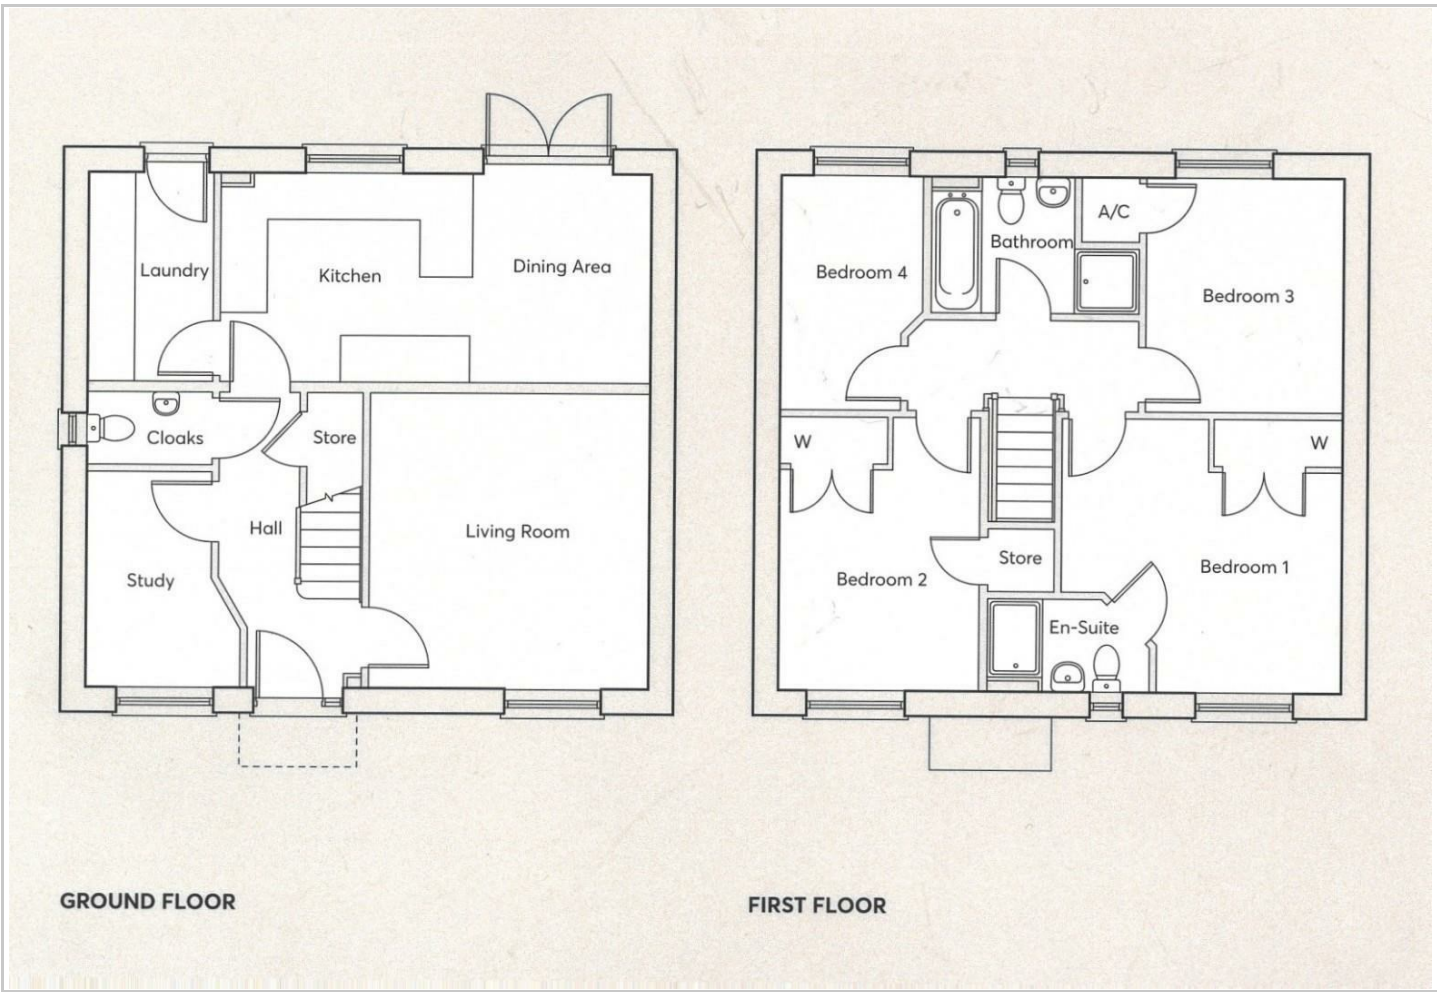 Laundry
Kitchen
Dining Area
Cloaks
Store
Hall
Living Room
Study
GROUND FLOOR
Bedroom 4
Bathroom
A/C
Bedroom 3
W
W
Bedroom 2
Store
Bedroom 1
En-Suite
FIRST FLOOR